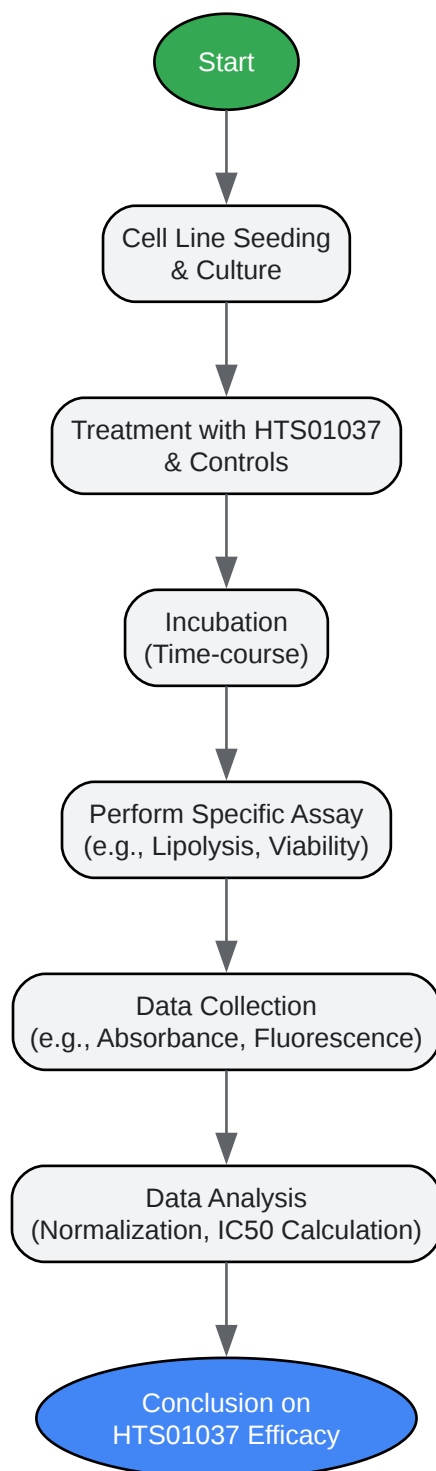 Start
Cell Line Seeding
& Culture
Treatment with HTS01037
& Controls
Incubation
(Time-course)
Perform Specific Assay
(e.g., Lipolysis, Viability)
Data Collection
(e.g., Absorbance, Fluorescence)
Data Analysis
(Normalization, IC50 Calculation)
Conclusion on
HTS01037 Efficacy